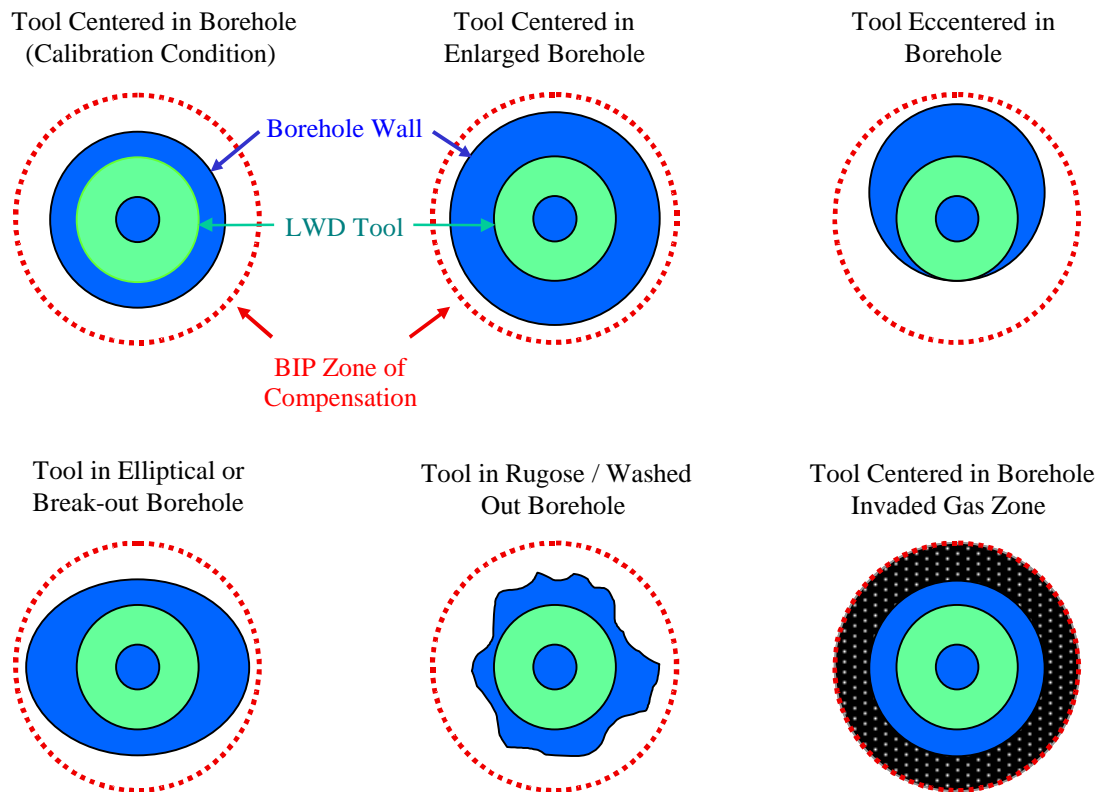 Tool Centered in Borehole
(Calibration Condition)
Tool Centered in
Enlarged Borehole
Tool Eccentered in
Borehole
Borehole Wall
LWD Tool
BIP Zone of
Compensation
Tool in Elliptical or
Break-out Borehole
Tool in Rugose / Washed
Out Borehole
Tool Centered in Borehole
Invaded Gas Zone